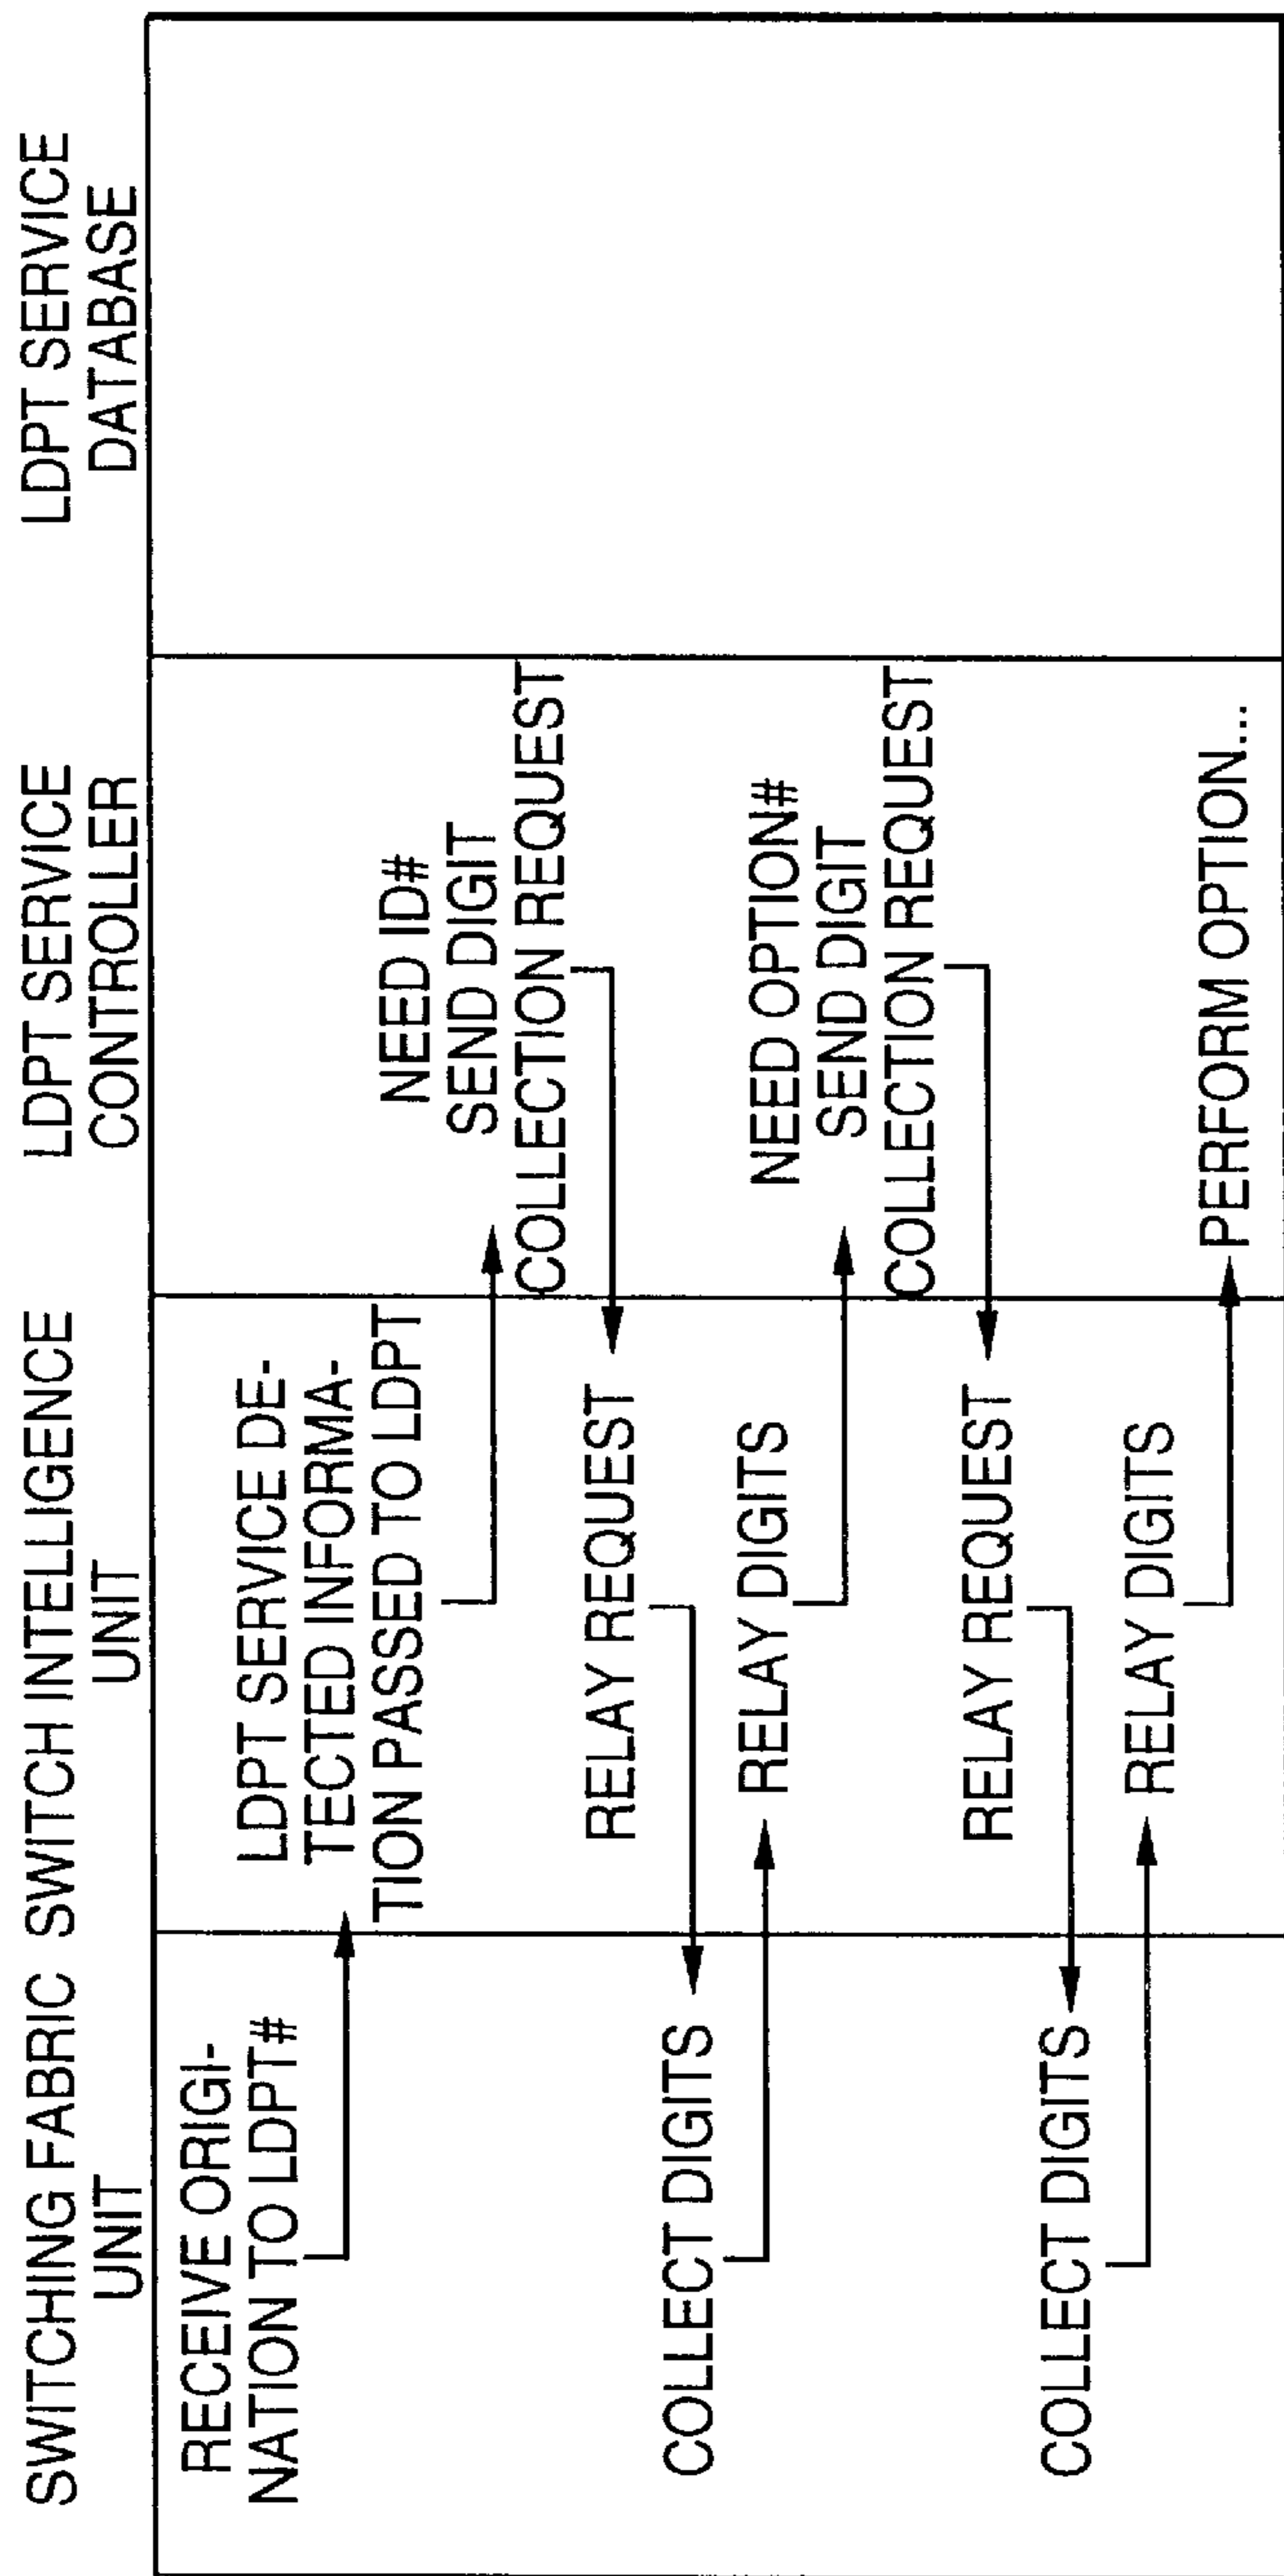 SWITCHING FABRIC
UNIT
SWITCH INTELLIGENCE
UNIT
LDPT SERVICE
CONTROLLER
LDPT SERVICE
DATABASE
RECEIVE ORIGI-
NATION TO LDPT#
LDPT SERVICE DE-
TECTED INFORMA-
TION PASSED TO LDPT
NEED ID#
SEND DIGIT
COLLECTION REQUEST
RELAY REQUEST
COLLECT DIGITS
RELAY DIGITS
NEED OPTION#
SEND DIGIT
COLLECTION REQUEST
RELAY REQUEST
COLLECT DIGITS
RELAY DIGITS
PERFORM OPTION...